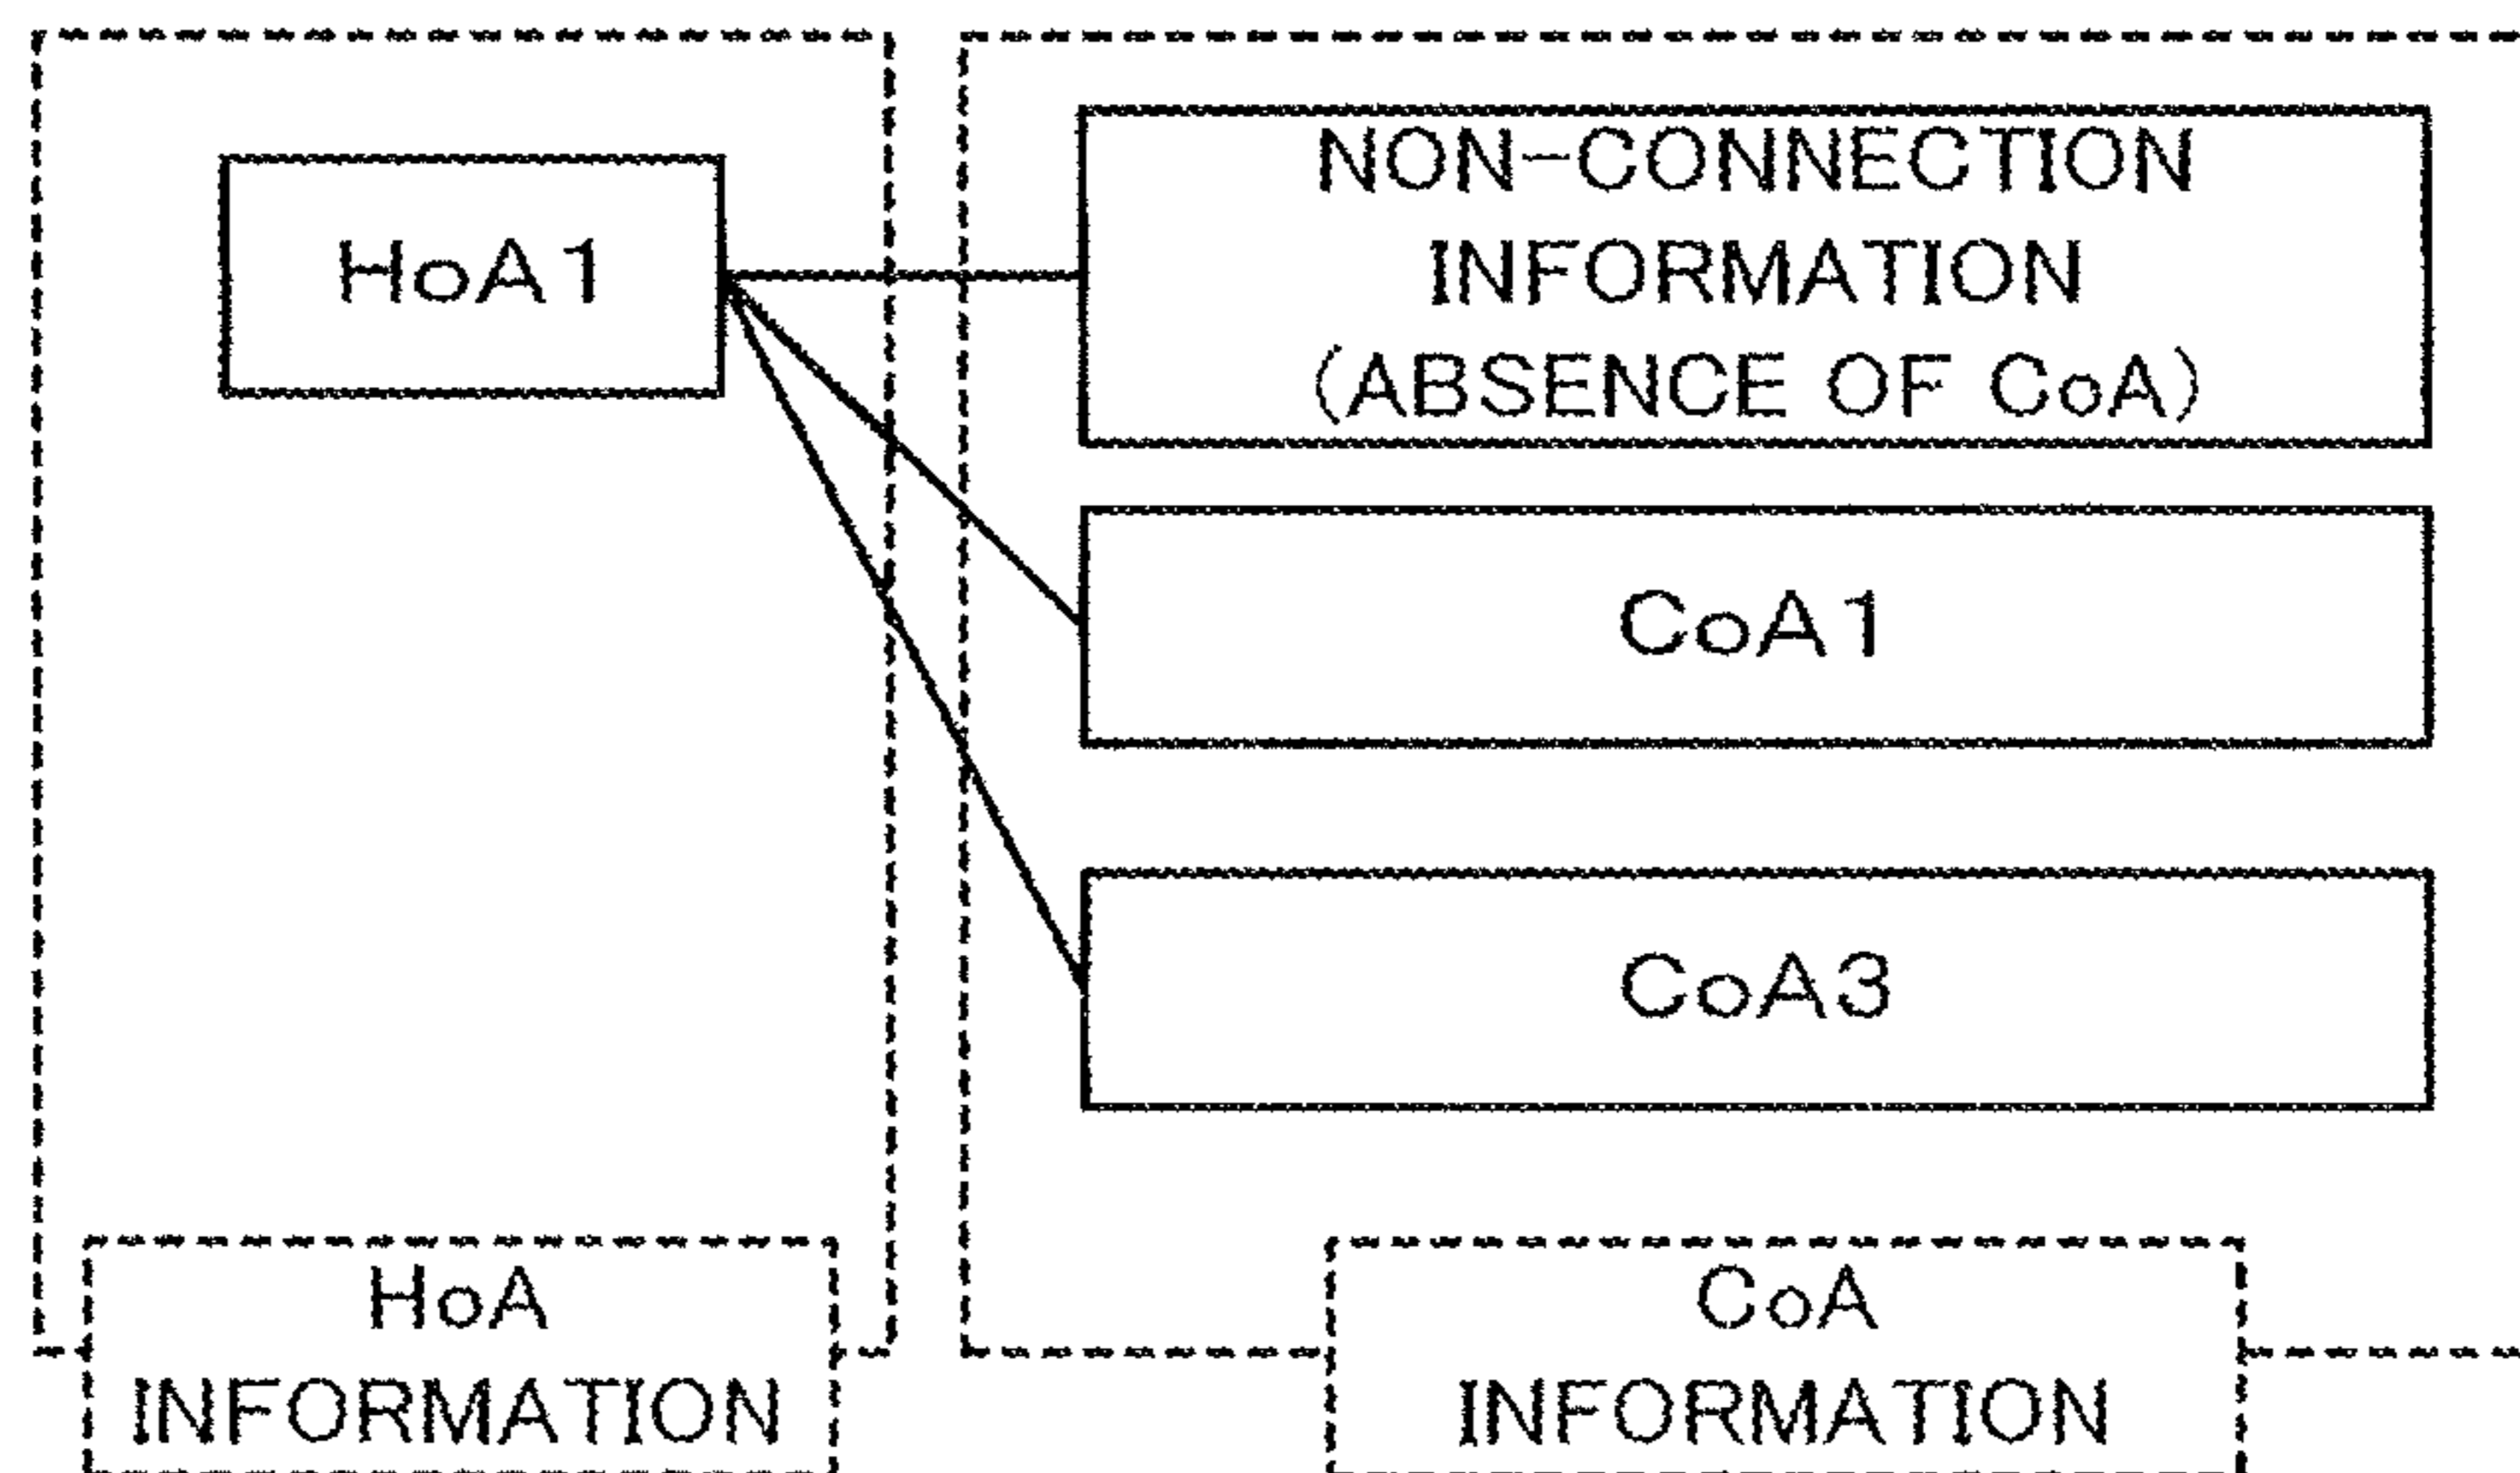 HoA1
NON-CONNECTION
INFORMATION
(ABSENCE OF CoA)
CoA1
CoA3
HoA
INFORMATION
CoA
INFORMATION